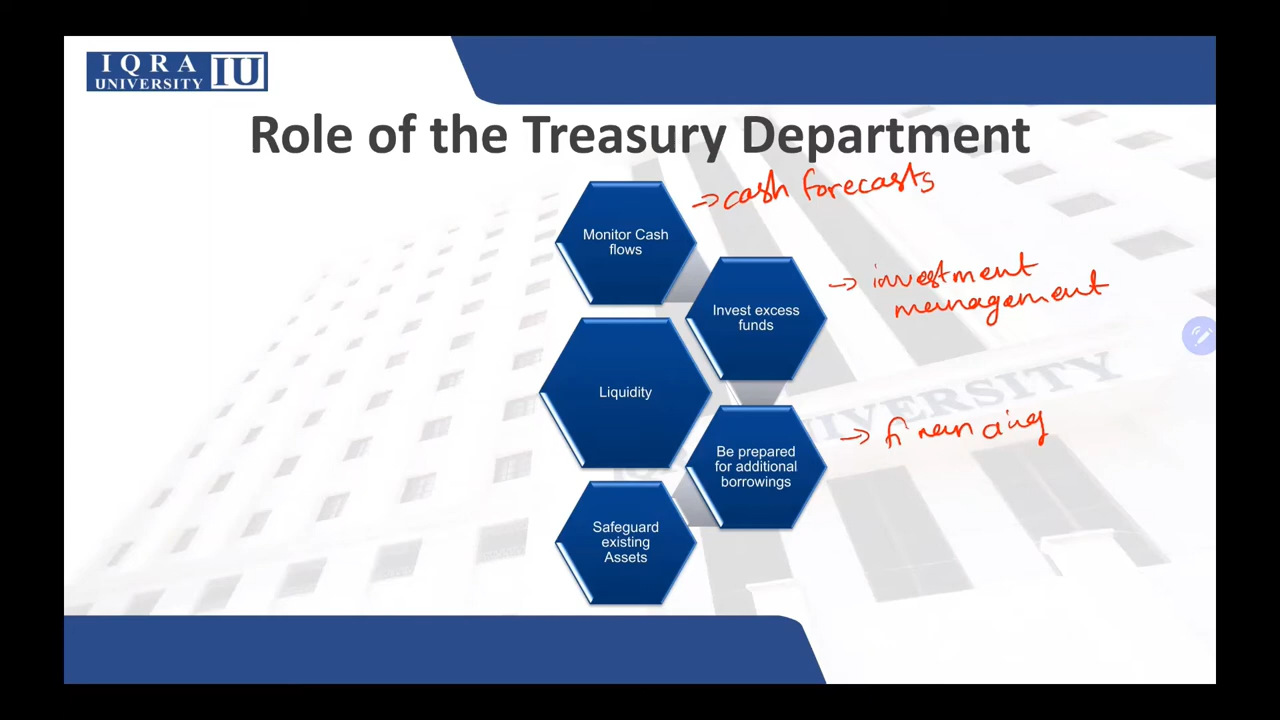 IQRA
UNIVERSITY IU
Role of the Treasury Department
Monitor Cash
flows
→ cash forecasts
Invest excess
funds
→ investment
management
Liquidity
Be prepared
for additional
borrowings
→ financing
Safeguard
existing
Assets
UNIVERSITY